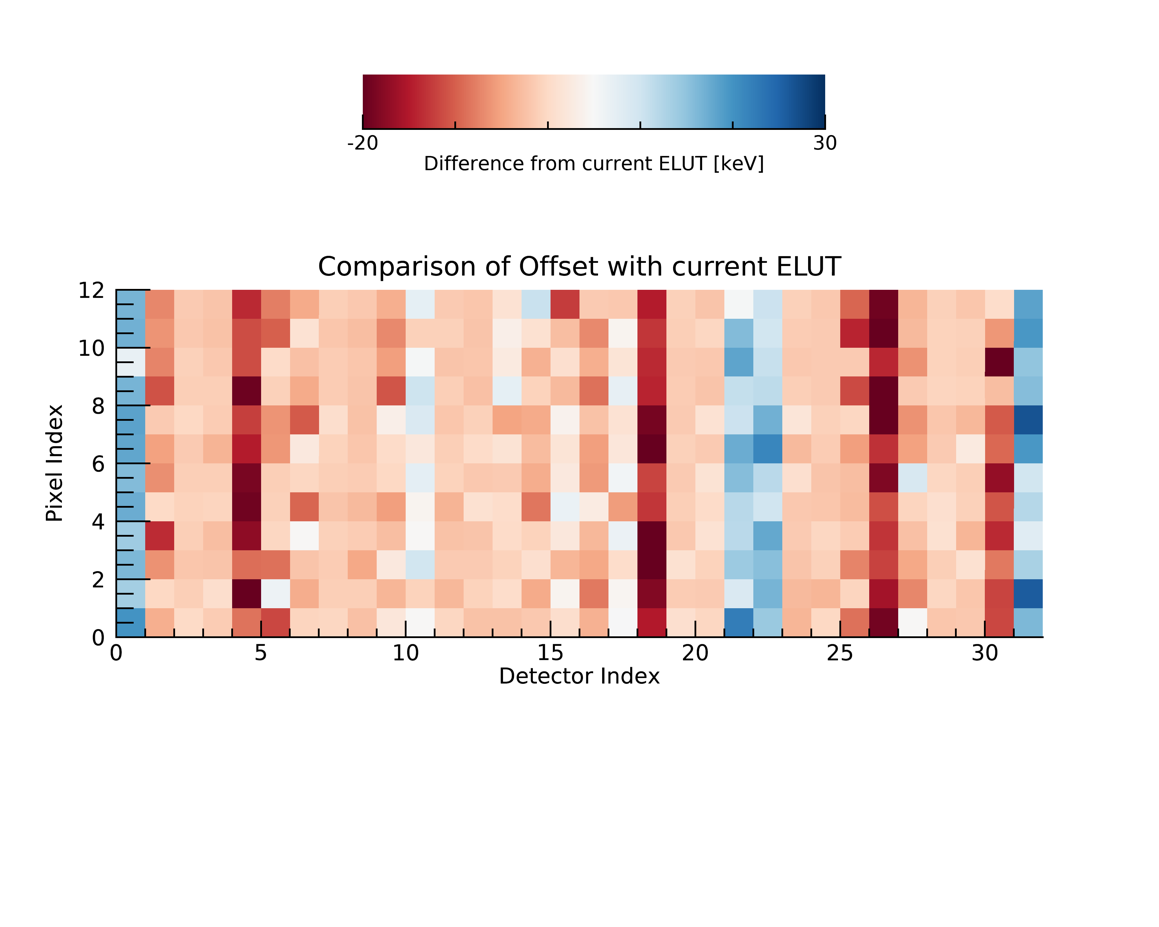 -20 30
Difference from current ELUT [keV]
Comparison of Offset with current ELUT
12
10
8
6
4
2
0
Pixel Index
0 5 10 15 20 25 30
Detector Index